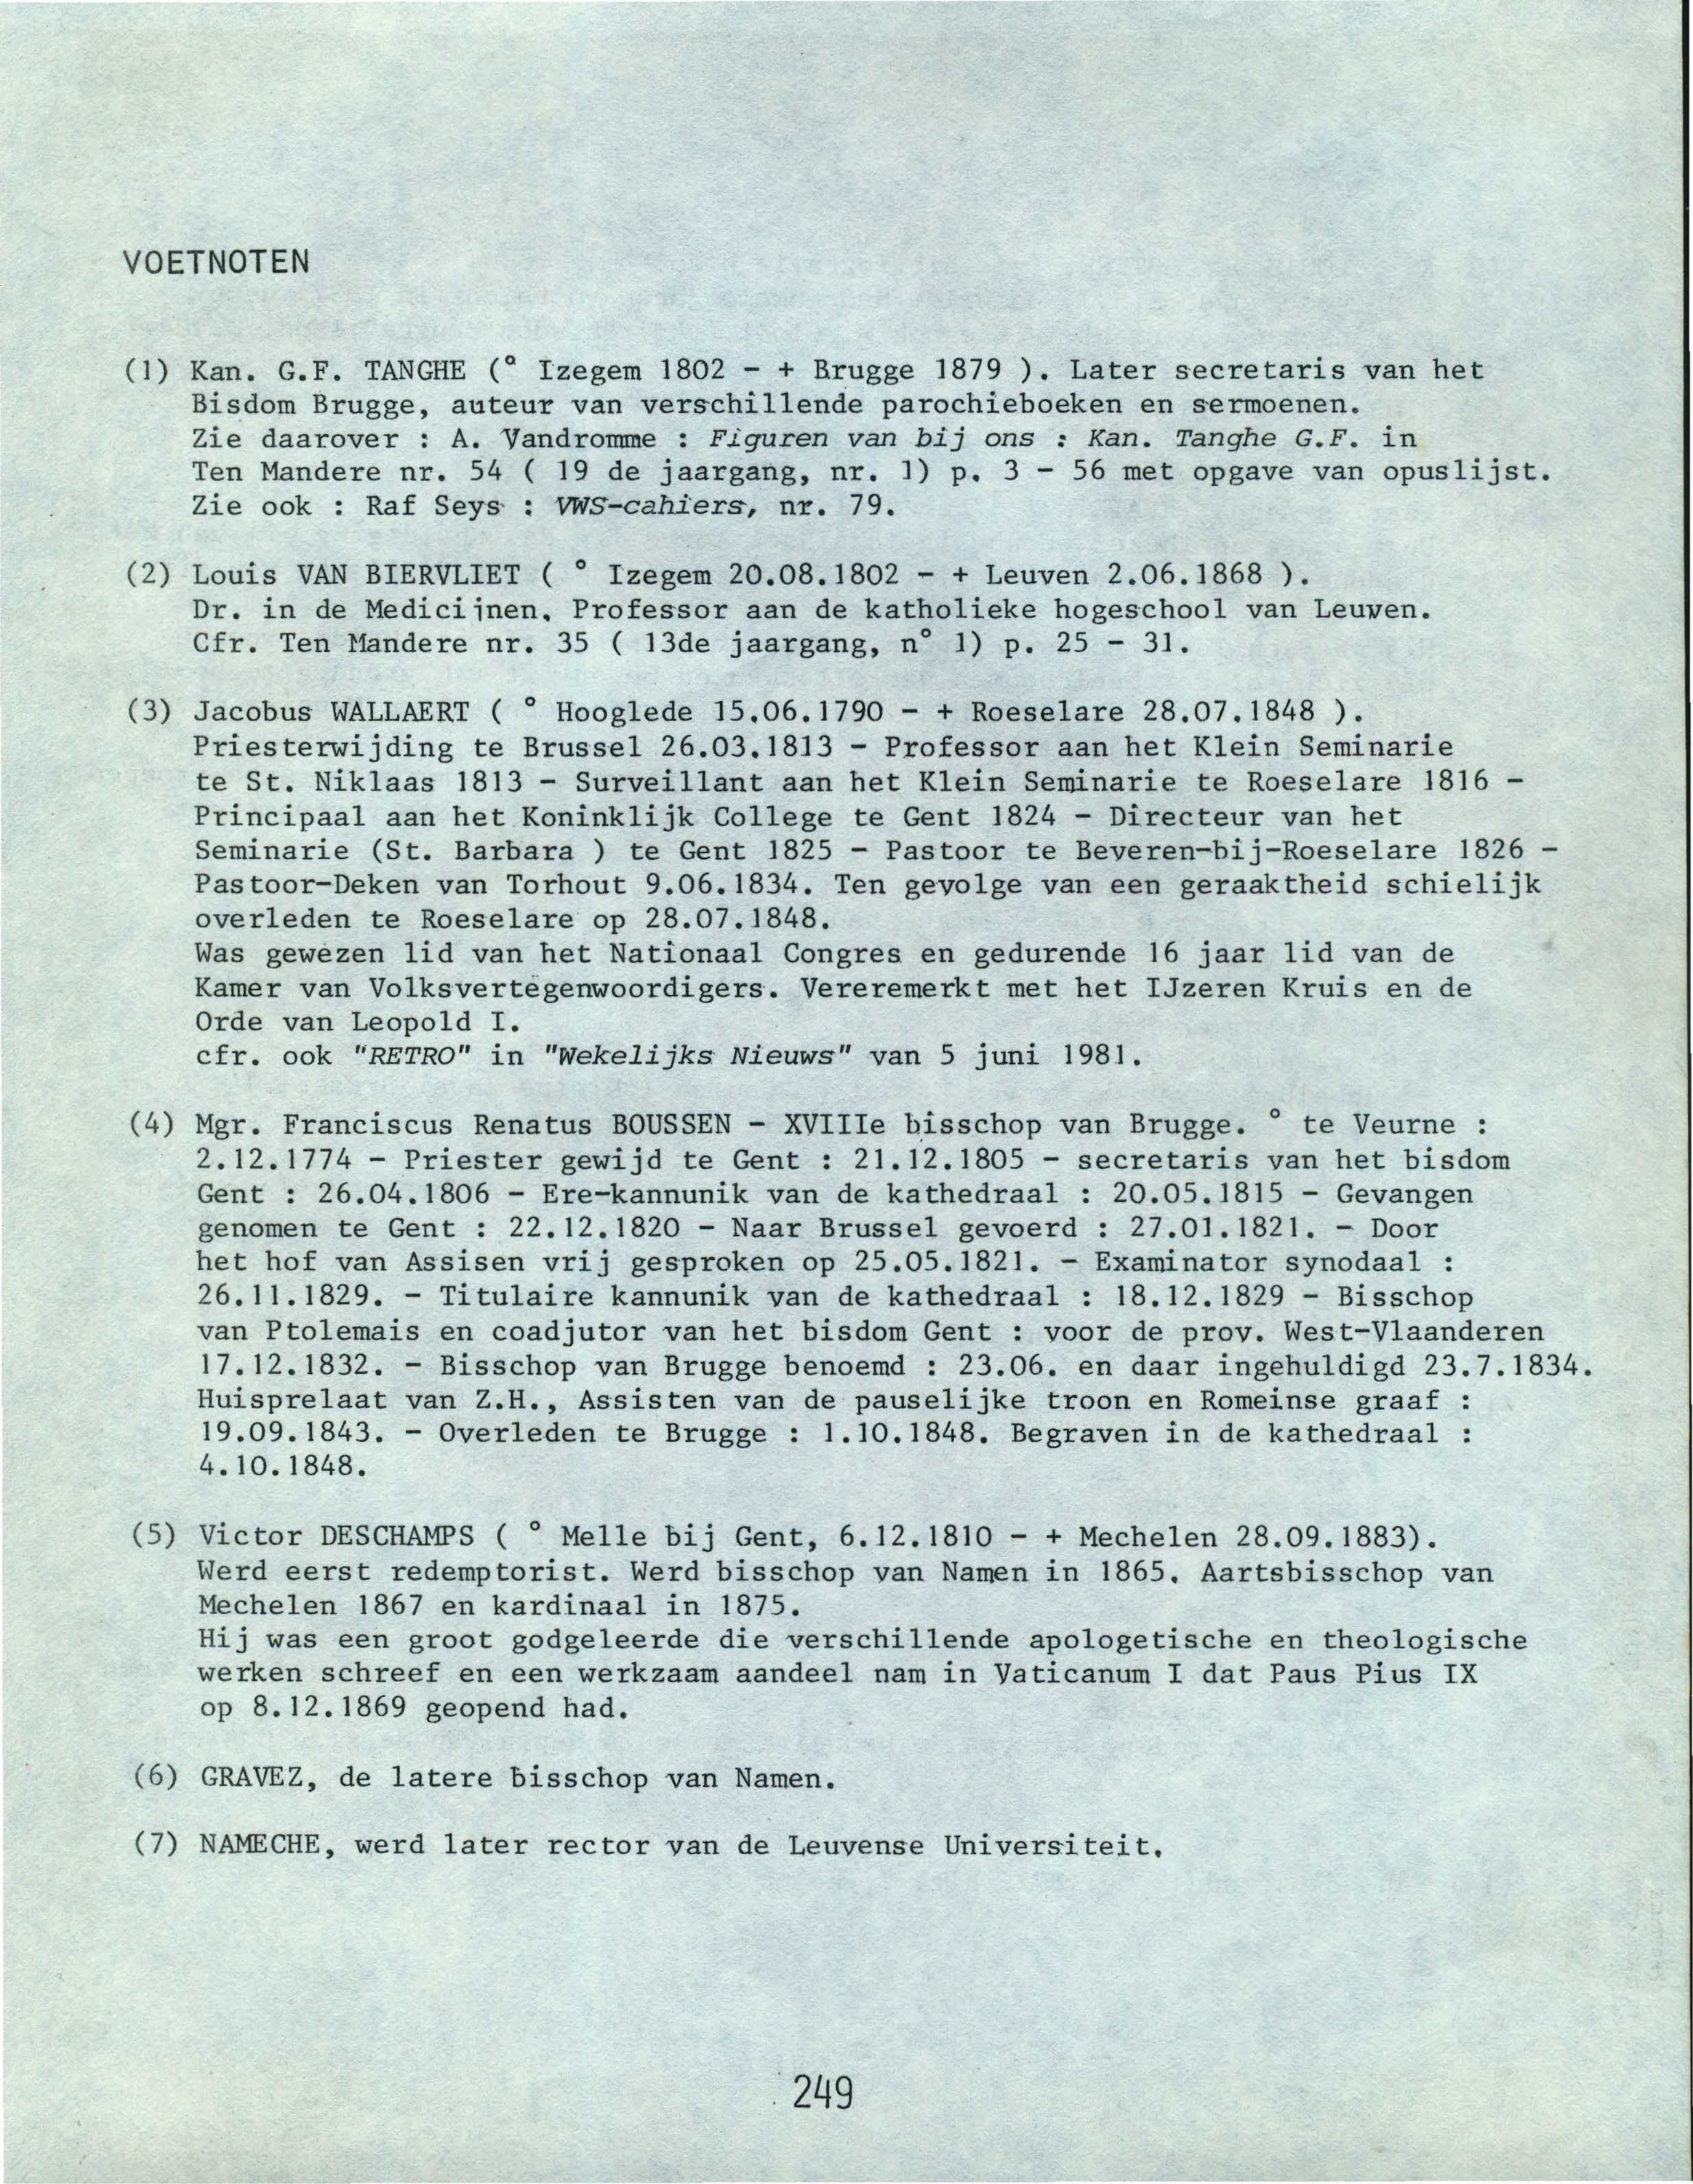 VOETNOTEN
(1) Kan. G.F. TANGHE (° Izegem 1802 - + Brugge 1879 ). Later secretaris van het
Bisdom Brugge, auteur van verschillende parochieboeken en sermoenen.
Zie daarover : A. Vandromme : Figuren van bij ons : Kan. Tanghe G.F. in
Ten Mandere nr. 54 ( 19 de jaargang, nr. 1) p. 3 - 56 met opgave van opuslijst.
Zie ook : Raf Seys : VWS-cahiers, nr. 79.
(2) Louis VAN BIERVLIET ( ° Izegem 20.08.1802 - + Leuven 2.06.1868 ).
Dr. in de Medicijnen, Professor aan de katholieke hogeschool van Leuven.
Cfr. Ten Mandere nr. 35 ( 13de jaargang, n° 1) p. 25 - 31.
(3) Jacobus WALLAERT ( ° Hooglede 15.06.1790 - + Roeselare 28.07.1848 ).
Priesterwijding te Brussel 26.03.1813 - Professor aan het Klein Seminarie
te St. Niklaas 1813 - Surveillant aan het Klein Seminarie te Roeselare 1816 -
Principaal aan het Koninklijk College te Gent 1824 - Directeur van het
Seminarie (St. Barbara ) te Gent 1825 - Pastoor te Beveren-bij-Roeselare 1826 -
Pastoor-Deken van Torhout 9.06.1834. Ten gevolge van een geraaktheid schielijk
overleden te Roeselare op 28.07.1848.
Was gewezen lid van het Nationaal Congres en gedurende 16 jaar lid van de
Kamer van Volksvertegenwoordigers. Vereremerkt met het IJzeren Kruis en de
Orde van Leopold I.
cfr. ook "RETRO" in "Wekelijks Nieuws" van 5 juni 1981.
(4) Mgr. Franciscus Renatus BOUSSEN - XVIIIe bisschop van Brugge. ° te Veurne :
2.12.1774 - Priester gewijd te Gent : 21.12.1805 - secretaris van het bisdom
Gent : 26.04.1806 - Ere-kannunik van de kathedraal : 20.05.1815 - Gevangen
genomen te Gent : 22.12.1820 - Naar Brussel gevoerd : 27.01.1821. - Door
het hof van Assisen vrij gesproken op 25.05.1821. - Examinator synodaal :
26.11.1829. - Titulaire kannunik van de kathedraal : 18.12.1829 - Bisschop
van Ptolemais en coadjutor van het bisdom Gent : voor de prov. West-Vlaanderen
17.12.1832. - Bisschop van Brugge benoemd : 23.06. en daar ingehuldigd 23.7.1834.
Huisprelaat van Z.H., Assisten van de pauselijke troon en Romeinse graaf :
19.09.1843. - Overleden te Brugge : 1.10.1848. Begraven in de kathedraal :
4.10.1848.
(5) Victor DESCHAMPS ( ° Melle bij Gent, 6.12.1810 - + Mechelen 28.09.1883).
Werd eerst redemptorist. Werd bisschop van Namen in 1865. Aartsbisschop van
Mechelen 1867 en kardinaal in 1875.
Hij was een groot godgeleerde die verschillende apologetische en theologische
werken schreef en een werkzaam aandeel nam in Vaticanum I dat Paus Pius IX
op 8.12.1869 geopend had.
(6) GRAVEZ, de latere bisschop van Namen.
(7) NAMECHE, werd later rector van de Leuvense Universiteit.
249